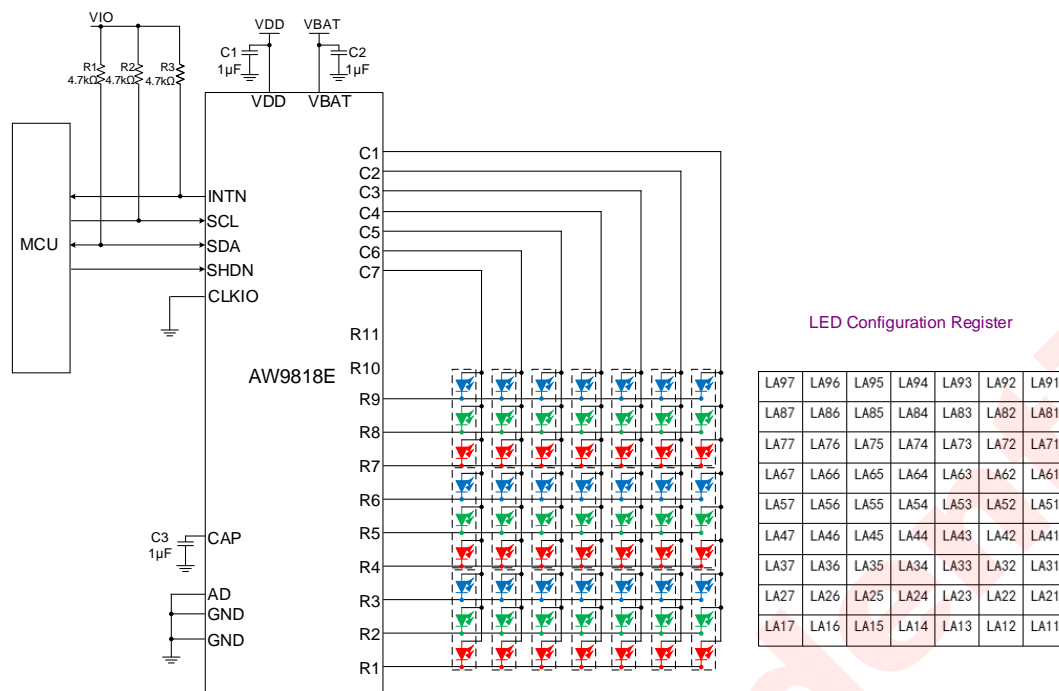 VIO
VDD
VBAT
C1
1μF
C2
1μF
R1
4.7kΩ
R2
4.7kΩ
R3
4.7kΩ
VDD
VBAT
MCU
INTN
SCL
SDA
SHDN
CLKIO
AW9818E
C1
C2
C3
C4
C5
C6
C7
R11
R10
R9
R8
R7
R6
R5
R4
R3
R2
R1
C3
1μF
CAP
AD
GND
GND
LED Configuration Register
LA97 LA96 LA95 LA94 LA93 LA92 LA91
LA87 LA86 LA85 LA84 LA83 LA82 LA81
LA77 LA76 LA75 LA74 LA73 LA72 LA71
LA67 LA66 LA65 LA64 LA63 LA62 LA61
LA57 LA56 LA55 LA54 LA53 LA52 LA51
LA47 LA46 LA45 LA44 LA43 LA42 LA41
LA37 LA36 LA35 LA34 LA33 LA32 LA31
LA27 LA26 LA25 LA24 LA23 LA22 LA21
LA17 LA16 LA15 LA14 LA13 LA12 LA11